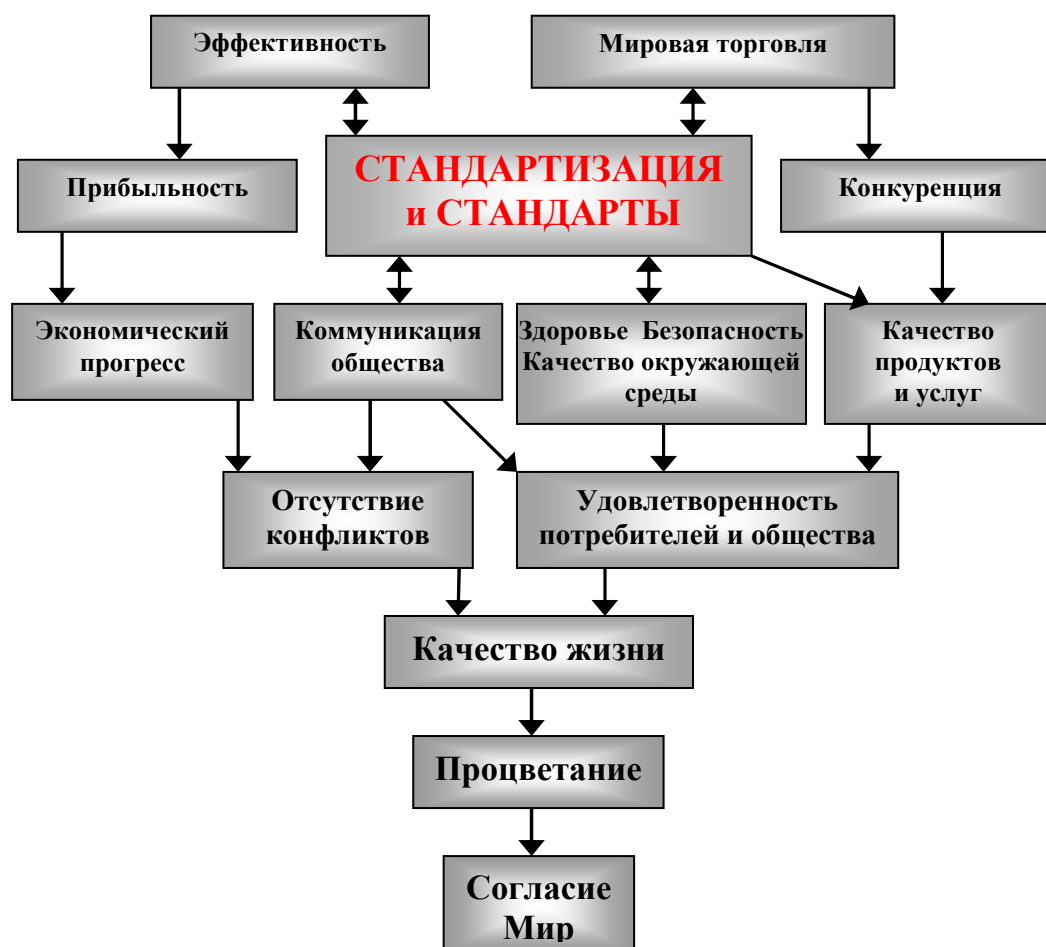 Эффективность
Мировая торговля
СТАНДАРТИЗАЦИЯ
и СТАНДАРТЫ
Прибыльность
Конкуренция
Экономический
прогресс
Коммуникация
общества
Здоровье Безопасность
Качество окружающей
среды
Качество
продуктов
и услуг
Отсутствие
конфликтов
Удовлетворенность
потребителей и общества
Качество жизни
Процветание
Согласие
Мир